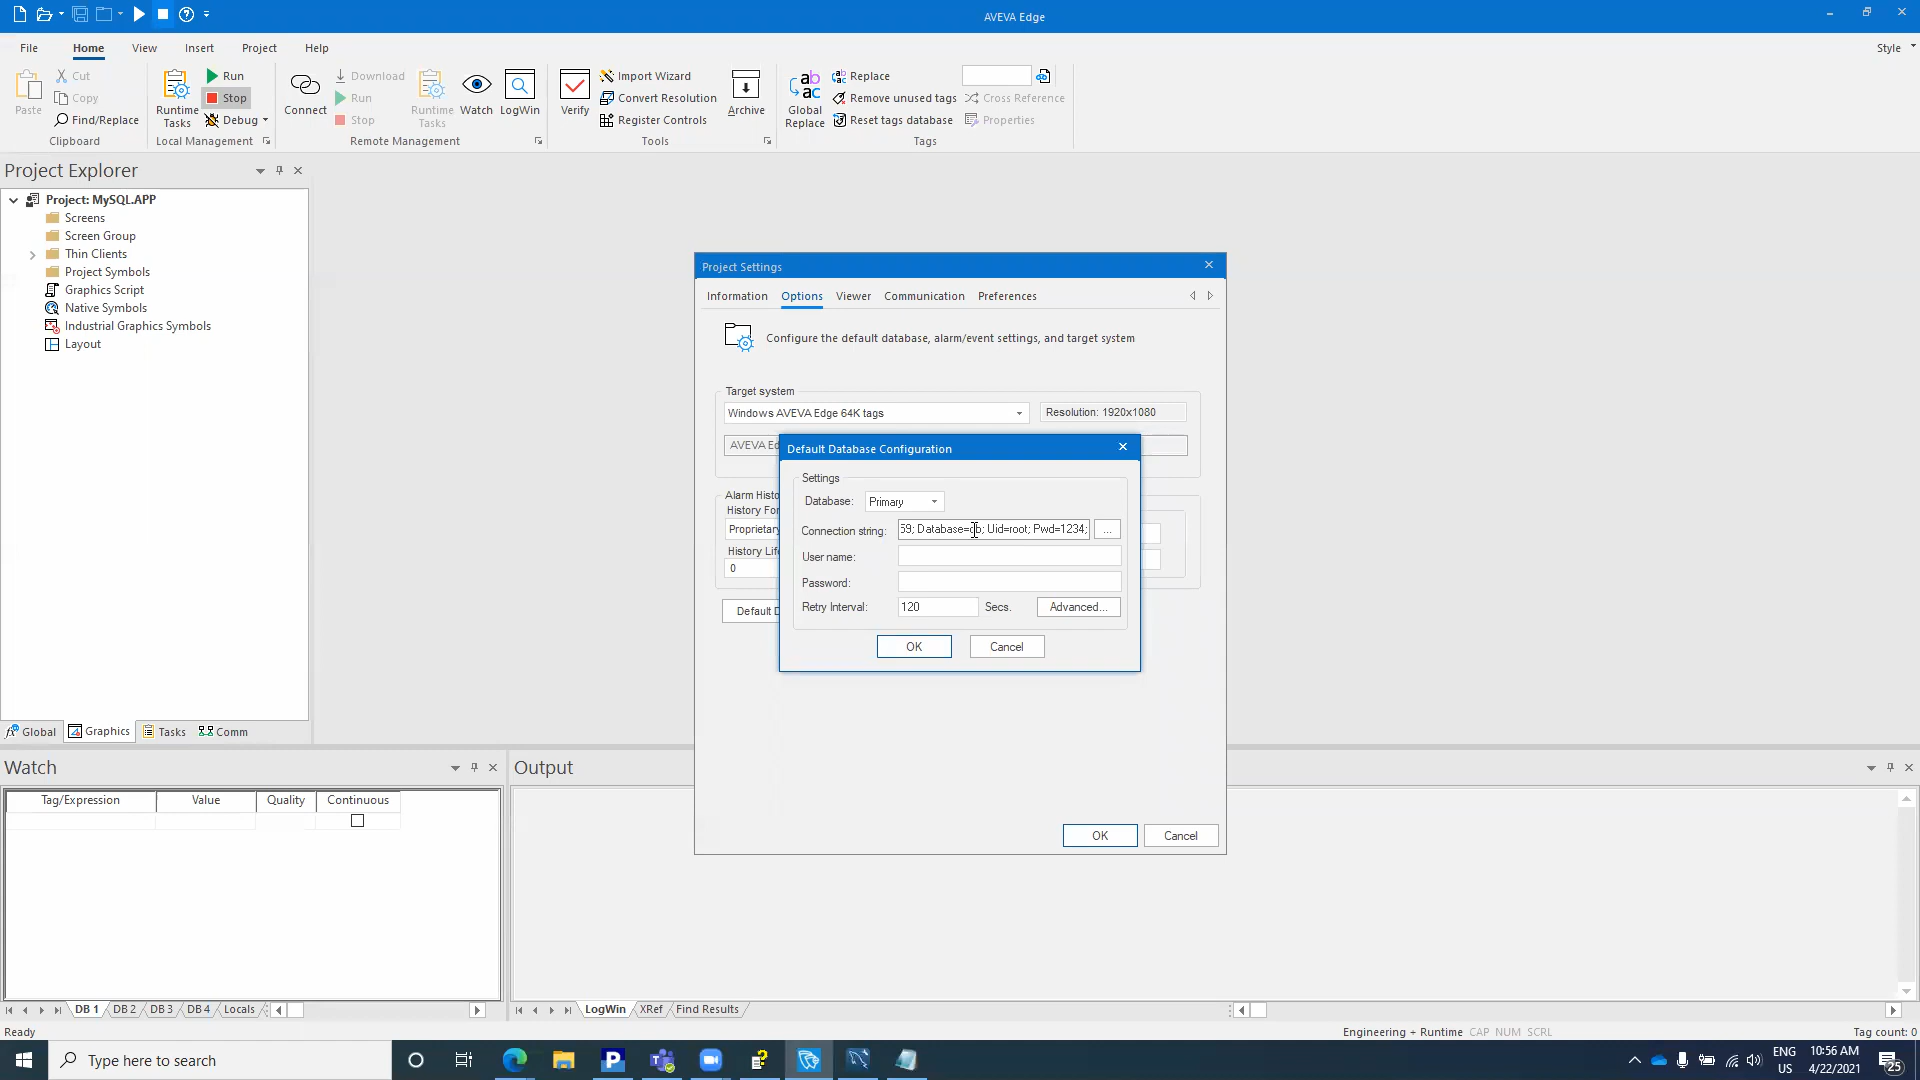 AVEVA Edge
File Home View Insert Project Help Style
Paste
Cut
Copy
Find/Replace
Clipboard
Runtime Tasks
Run
Stop
Debug
Local Management
Connect
Download
Run
Stop
Runtime Tasks
Watch
LogWin
Remote Management
Verify
Import Wizard
Convert Resolution
Register Controls
Archive
Tools
Global Replace
Replace
Remove unused tags
Reset tags database
Cross Reference
Properties
Tags
Project Explorer
Project: MySQL.APP
Screens
Screen Group
Thin Clients
Project Symbols
Graphics Script
Native Symbols
Industrial Graphics Symbols
Layout
Global Graphics Tasks Comm
Project Settings
Information Options Viewer Communication Preferences
Configure the default database, alarm/event settings, and target system
Target system
Windows AVEVA Edge 64K tags Resolution: 1920x1080
AVEVA Ed
Alarm Histo
History For
Proprietary
History Life
0
Default D
Default Database Configuration
Settings
Database: Primary
Connection string: 59; Database=db; Uid=root; Pwd=1234; ...
User name:
Password:
Retry Interval: 120 Secs. Advanced...
OK Cancel
OK Cancel
Watch
Tag/Expression Value Quality Continuous
DB 1 DB 2 DB 3 DB 4 Locals
Output
LogWin XRef Find Results
Ready Engineering + Runtime CAP NUM SCRL Tag count: 0
Type here to search
ENG
US
10:56 AM
4/22/2021
25